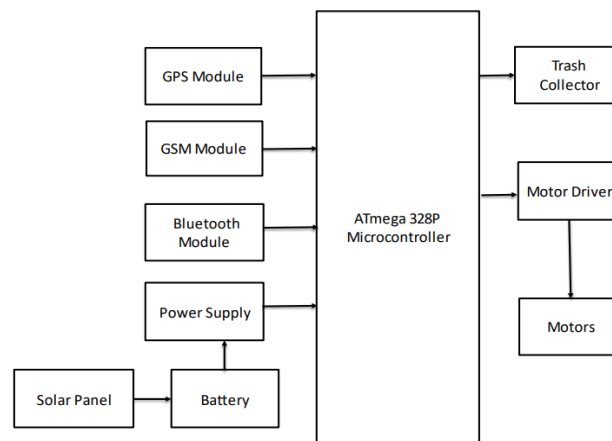 GPS Module
GSM Module
Bluetooth
Module
Power Supply
Solar Panel
Battery
ATmega 328P
Microcontroller
Trash
Collector
Motor Driver
Motors